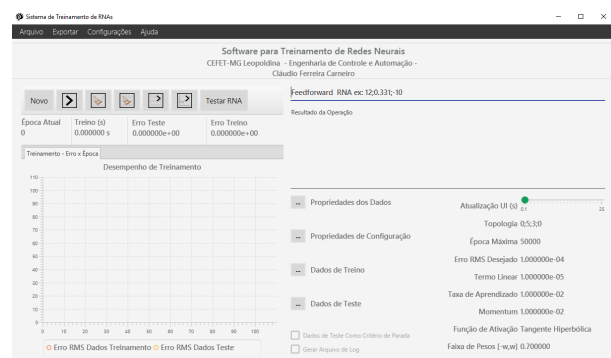 Sistema de Treinamento de RNAs
Arquivo Exportar Configurações Ajuda
Software para Treinamento de Redes Neurais
CEFET-MG Leopoldina - Engenharia de Controle e Automação -
Cláudio Ferreira Carneiro
Novo Testar RNA
Feedforward RNA ex: 12;0.331;-10
Resultado da Operação
Época Atual Treino (s) Erro Teste Erro Treino
0 0.000000 s 0.000000e+00 0.000000e+00
Treinamento - Erro x Época
Desempenho de Treinamento
110
100
90
80
70
60
50
40
30
20
10
0
0 10 20 30 40 50 60 70 80 90 100
Erro RMS Dados Treinamento Erro RMS Dados Teste
... Propriedades dos Dados
... Propriedades de Configuração
... Dados de Treino
... Dados de Teste
Dados de Teste Como Critério de Parada
Gerar Arquivo de Log
Atualização UI (s) 0.1 25
Topologia 0;5;3;0
Época Máxima 50000
Erro RMS Desejado 1.000000e-04
Termo Linear 1.000000e-05
Taxa de Aprendizado 1.000000e-02
Momentum 1.000000e-02
Função de Ativação Tangente Hiperbólica
Faixa de Pesos [-w,w] 0.700000